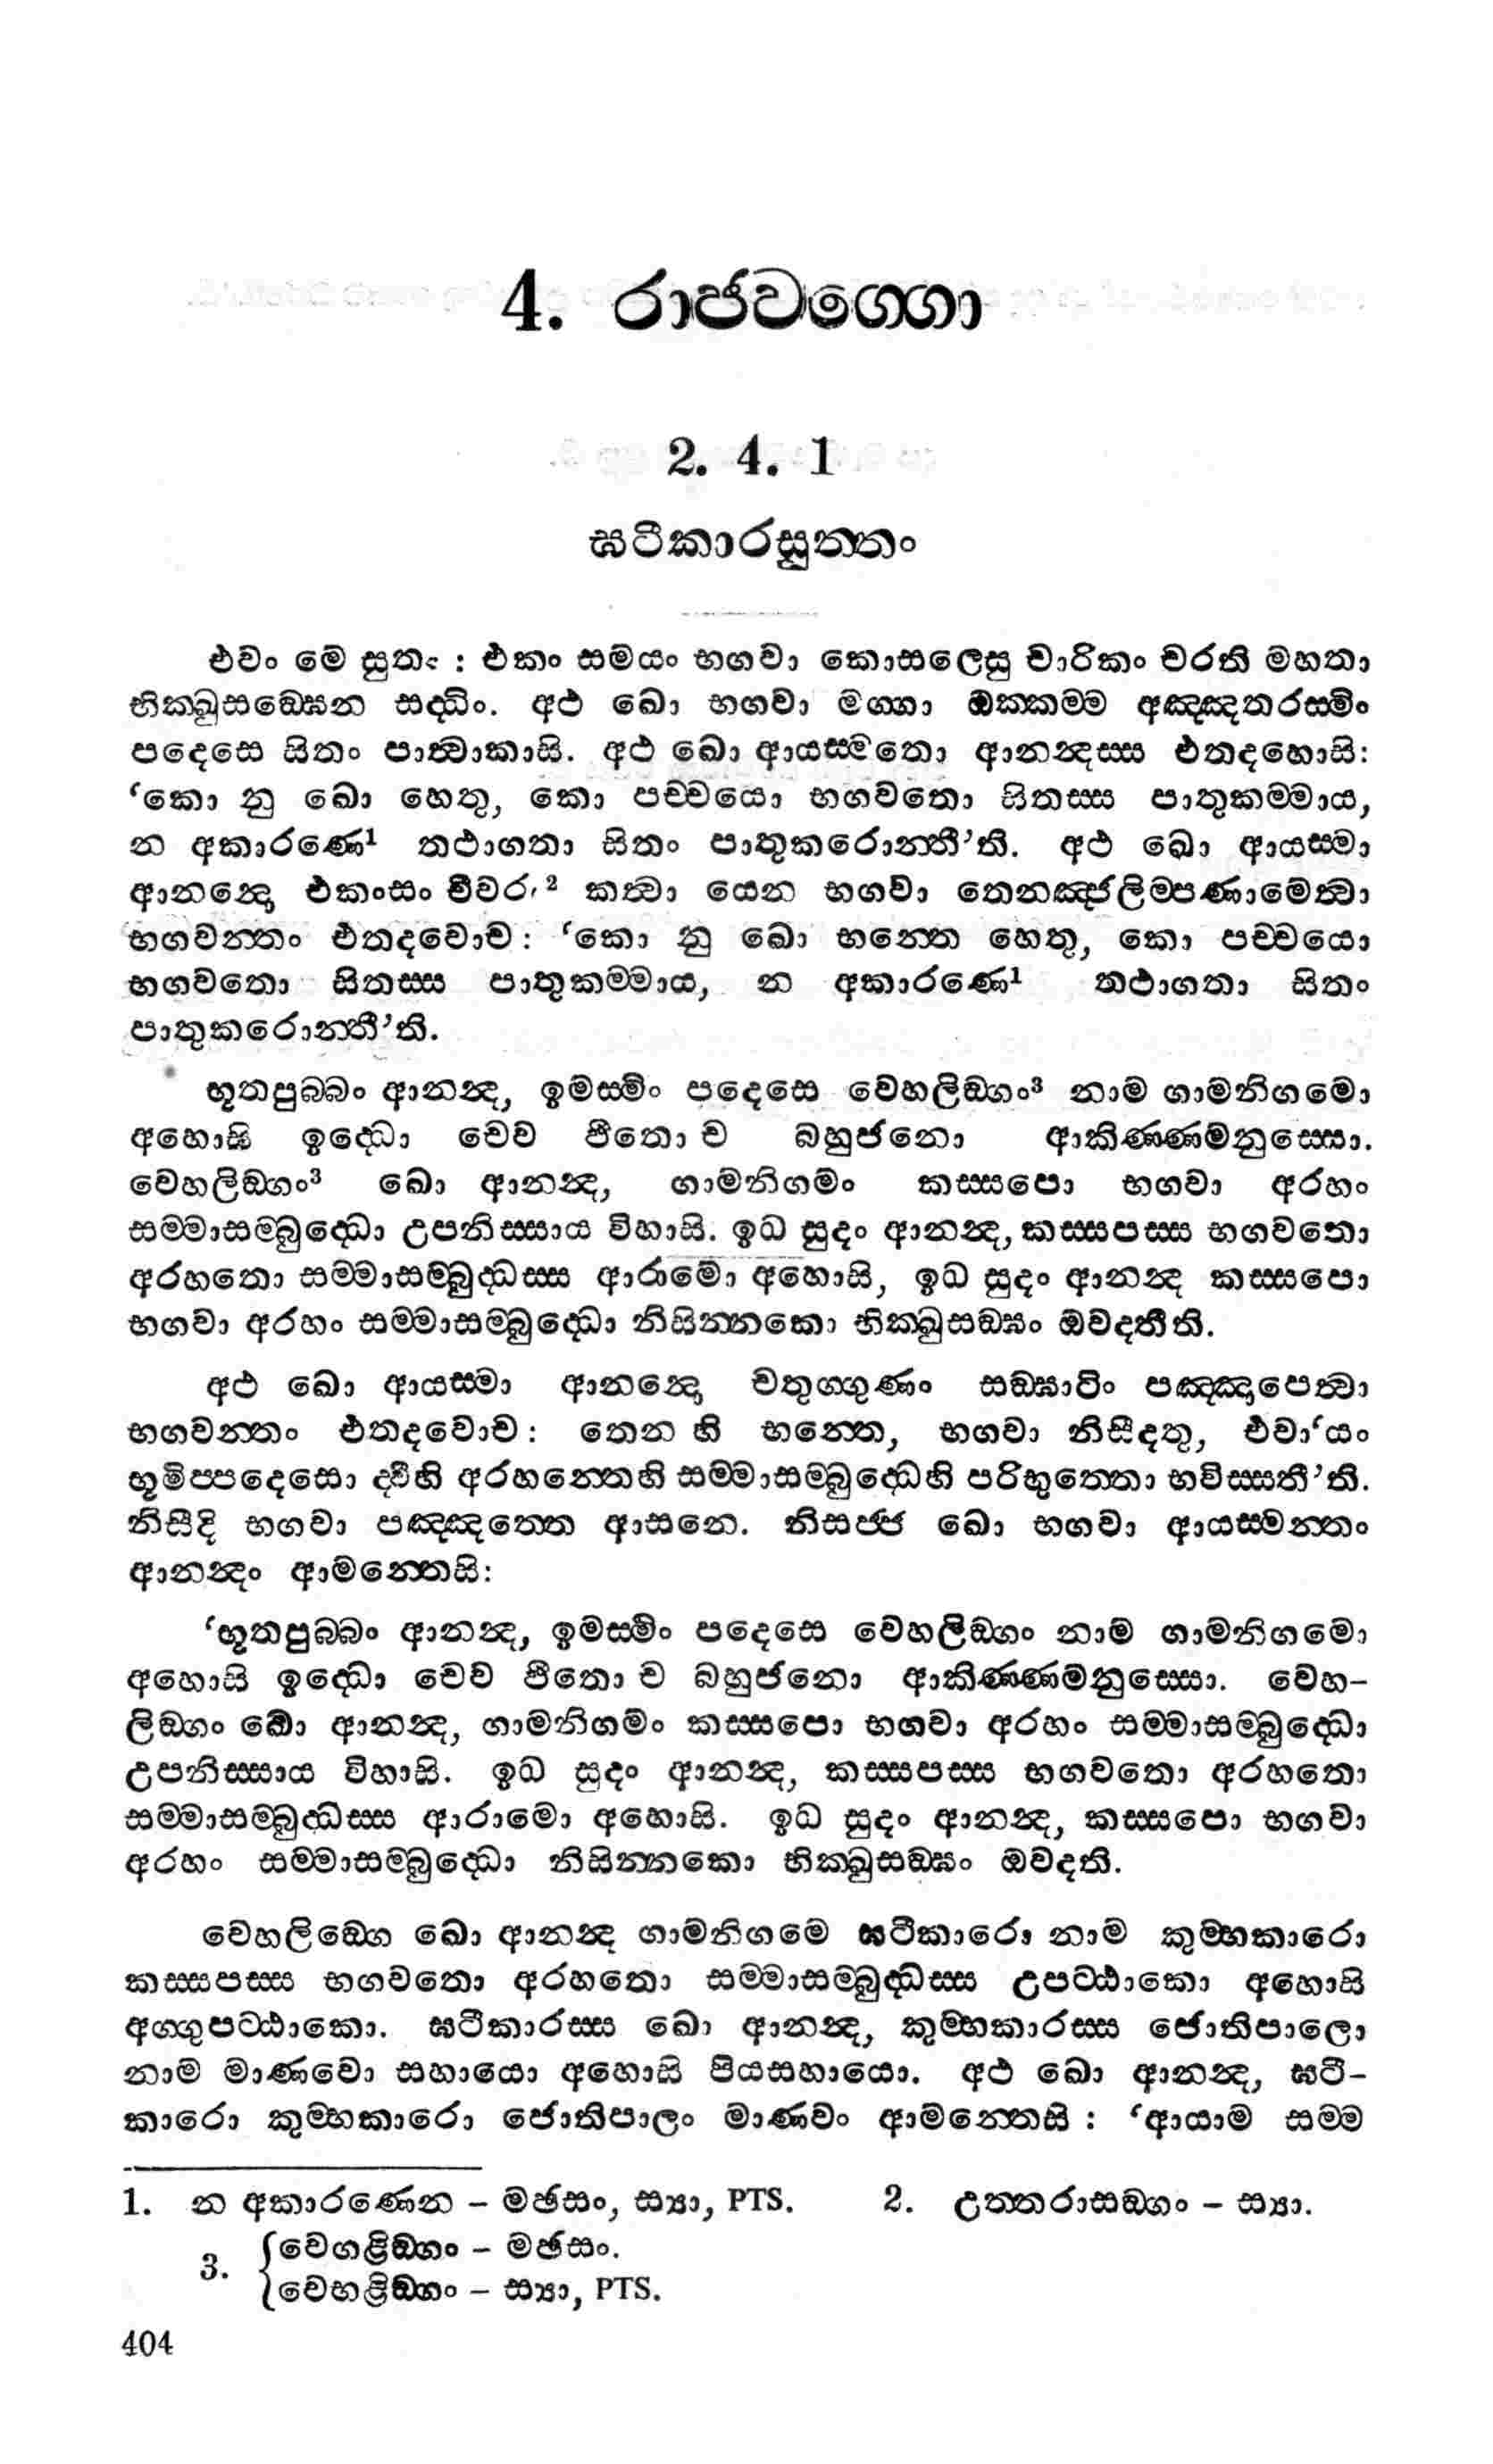 4. රාජවග්ගො
2. 4. 1
ඝටීකාරසුත්තං
එවං මෙ සුතං : එකං සමයං භගවා කොසලෙසු චාරිකං චරති මහතා
භික්ඛුසඞ්ඝෙන සද්ධිං. අථ ඛො භගවා මග්ගා ඔක්කම්ම අඤ්ඤතරස්මිං
පදෙසෙ සිතං පාත්වාකාසි. අථ ඛො ආයස්මතො ආනන්දස්ස එතදහොසි:
‘කො නු ඛො හෙතු, කො පච්චයො භගවතො සිතස්ස පාතුකම්මාය,
න අකාරණෙ¹ තථාගතා සිතං පාතුකරොන්තී’ති. අථ ඛො ආයස්මා
ආනන්දො එකංසං චීවරං² කත්වා යෙන භගවා තෙනඤ්ජලිම්පණාමෙත්වා
භගවන්තං එතදවොච: ‘කො නු ඛො භන්තෙ හෙතු, කො පච්චයො
භගවතො සිතස්ස පාතුකම්මාය, න අකාරණෙ¹ තථාගතා සිතං
පාතුකරොන්තී’ති.
භූතපුබ්බං ආනන්ද, ඉමස්මිං පදෙසෙ වෙහලිඞ්ගං³ නාම ගාමනිගමො
අහොසි ඉද්ධො චෙව ඵීතො ච බහුජනො ආකිණ්ණමනුස්සො.
වෙහලිඞ්ගං³ ඛො ආනන්ද, ගාමනිගමං කස්සපො භගවා අරහං
සම්මාසම්බුද්ධො උපනිස්සාය විහාසි. ඉධ සුදං ආනන්ද, කස්සපස්ස භගවතො
අරහතො සම්මාසම්බුද්ධස්ස ආරාමො අහොසි, ඉධ සුදං ආනන්ද කස්සපො
භගවා අරහං සම්මාසම්බුද්ධො නිසින්නකො භික්ඛුසඞ්ඝං ඔවදතීති.
අථ ඛො ආයස්මා ආනන්දො චතුග්ගුණං සඞ්ඝාටිං පඤ්ඤාපෙත්වා
භගවන්තං එතදවොච: තෙන හි භන්තෙ, භගවා නිසීදතු, එවා‘යං
භූමිප්පදෙසො ද්වීහි අරහන්තෙහි සම්මාසම්බුද්ධෙහි පරිභුත්තො භවිස්සතී’ති.
නිසීදි භගවා පඤ්ඤත්තෙ ආසනෙ. නිසජ්ජ ඛො භගවා ආයස්මන්තං
ආනන්දං ආමන්තෙසි:
‘භූතපුබ්බං ආනන්ද, ඉමස්මිං පදෙසෙ වෙහලිඞ්ගං නාම ගාමනිගමො
අහොසි ඉද්ධො චෙව ඵීතො ච බහුජනො ආකිණ්ණමනුස්සො. වෙහ-
ලිඞ්ගං ඛො ආනන්ද, ගාමනිගමං කස්සපො භගවා අරහං සම්මාසම්බුද්ධො
උපනිස්සාය විහාසි. ඉධ සුදං ආනන්ද, කස්සපස්ස භගවතො අරහතො
සම්මාසම්බුද්ධස්ස ආරාමො අහොසි. ඉධ සුදං ආනන්ද, කස්සපො භගවා
අරහං සම්මාසම්බුද්ධො නිසින්නකො භික්ඛුසඞ්ඝං ඔවදති.
වෙහලිඞ්ගෙ ඛො ආනන්ද ගාමනිගමෙ ඝටීකාරො නාම කුම්භකාරො
කස්සපස්ස භගවතො අරහතො සම්මාසම්බුද්ධස්ස උපට්ඨාකො අහොසි
අග්ගුපට්ඨාකො. ඝටීකාරස්ස ඛො ආනන්ද, කුම්භකාරස්ස ජොතිපාලො
නාම මාණවො සහායො අහොසි පියසහායො. අථ ඛො ආනන්ද, ඝටී-
කාරො කුම්භකාරො ජොතිපාලං මාණවං ආමන්තෙසි : ‘ආයාම සම්ම
1. න අකාරණෙන – මඡසං, ස්‍යා, PTS. 2. උත්තරාසඞ්ගං – ස්‍යා.
3. {වෙගළිඞ්ගං – මඡසං.
{වෙභළිඞ්ගං – ස්‍යා, PTS.
404